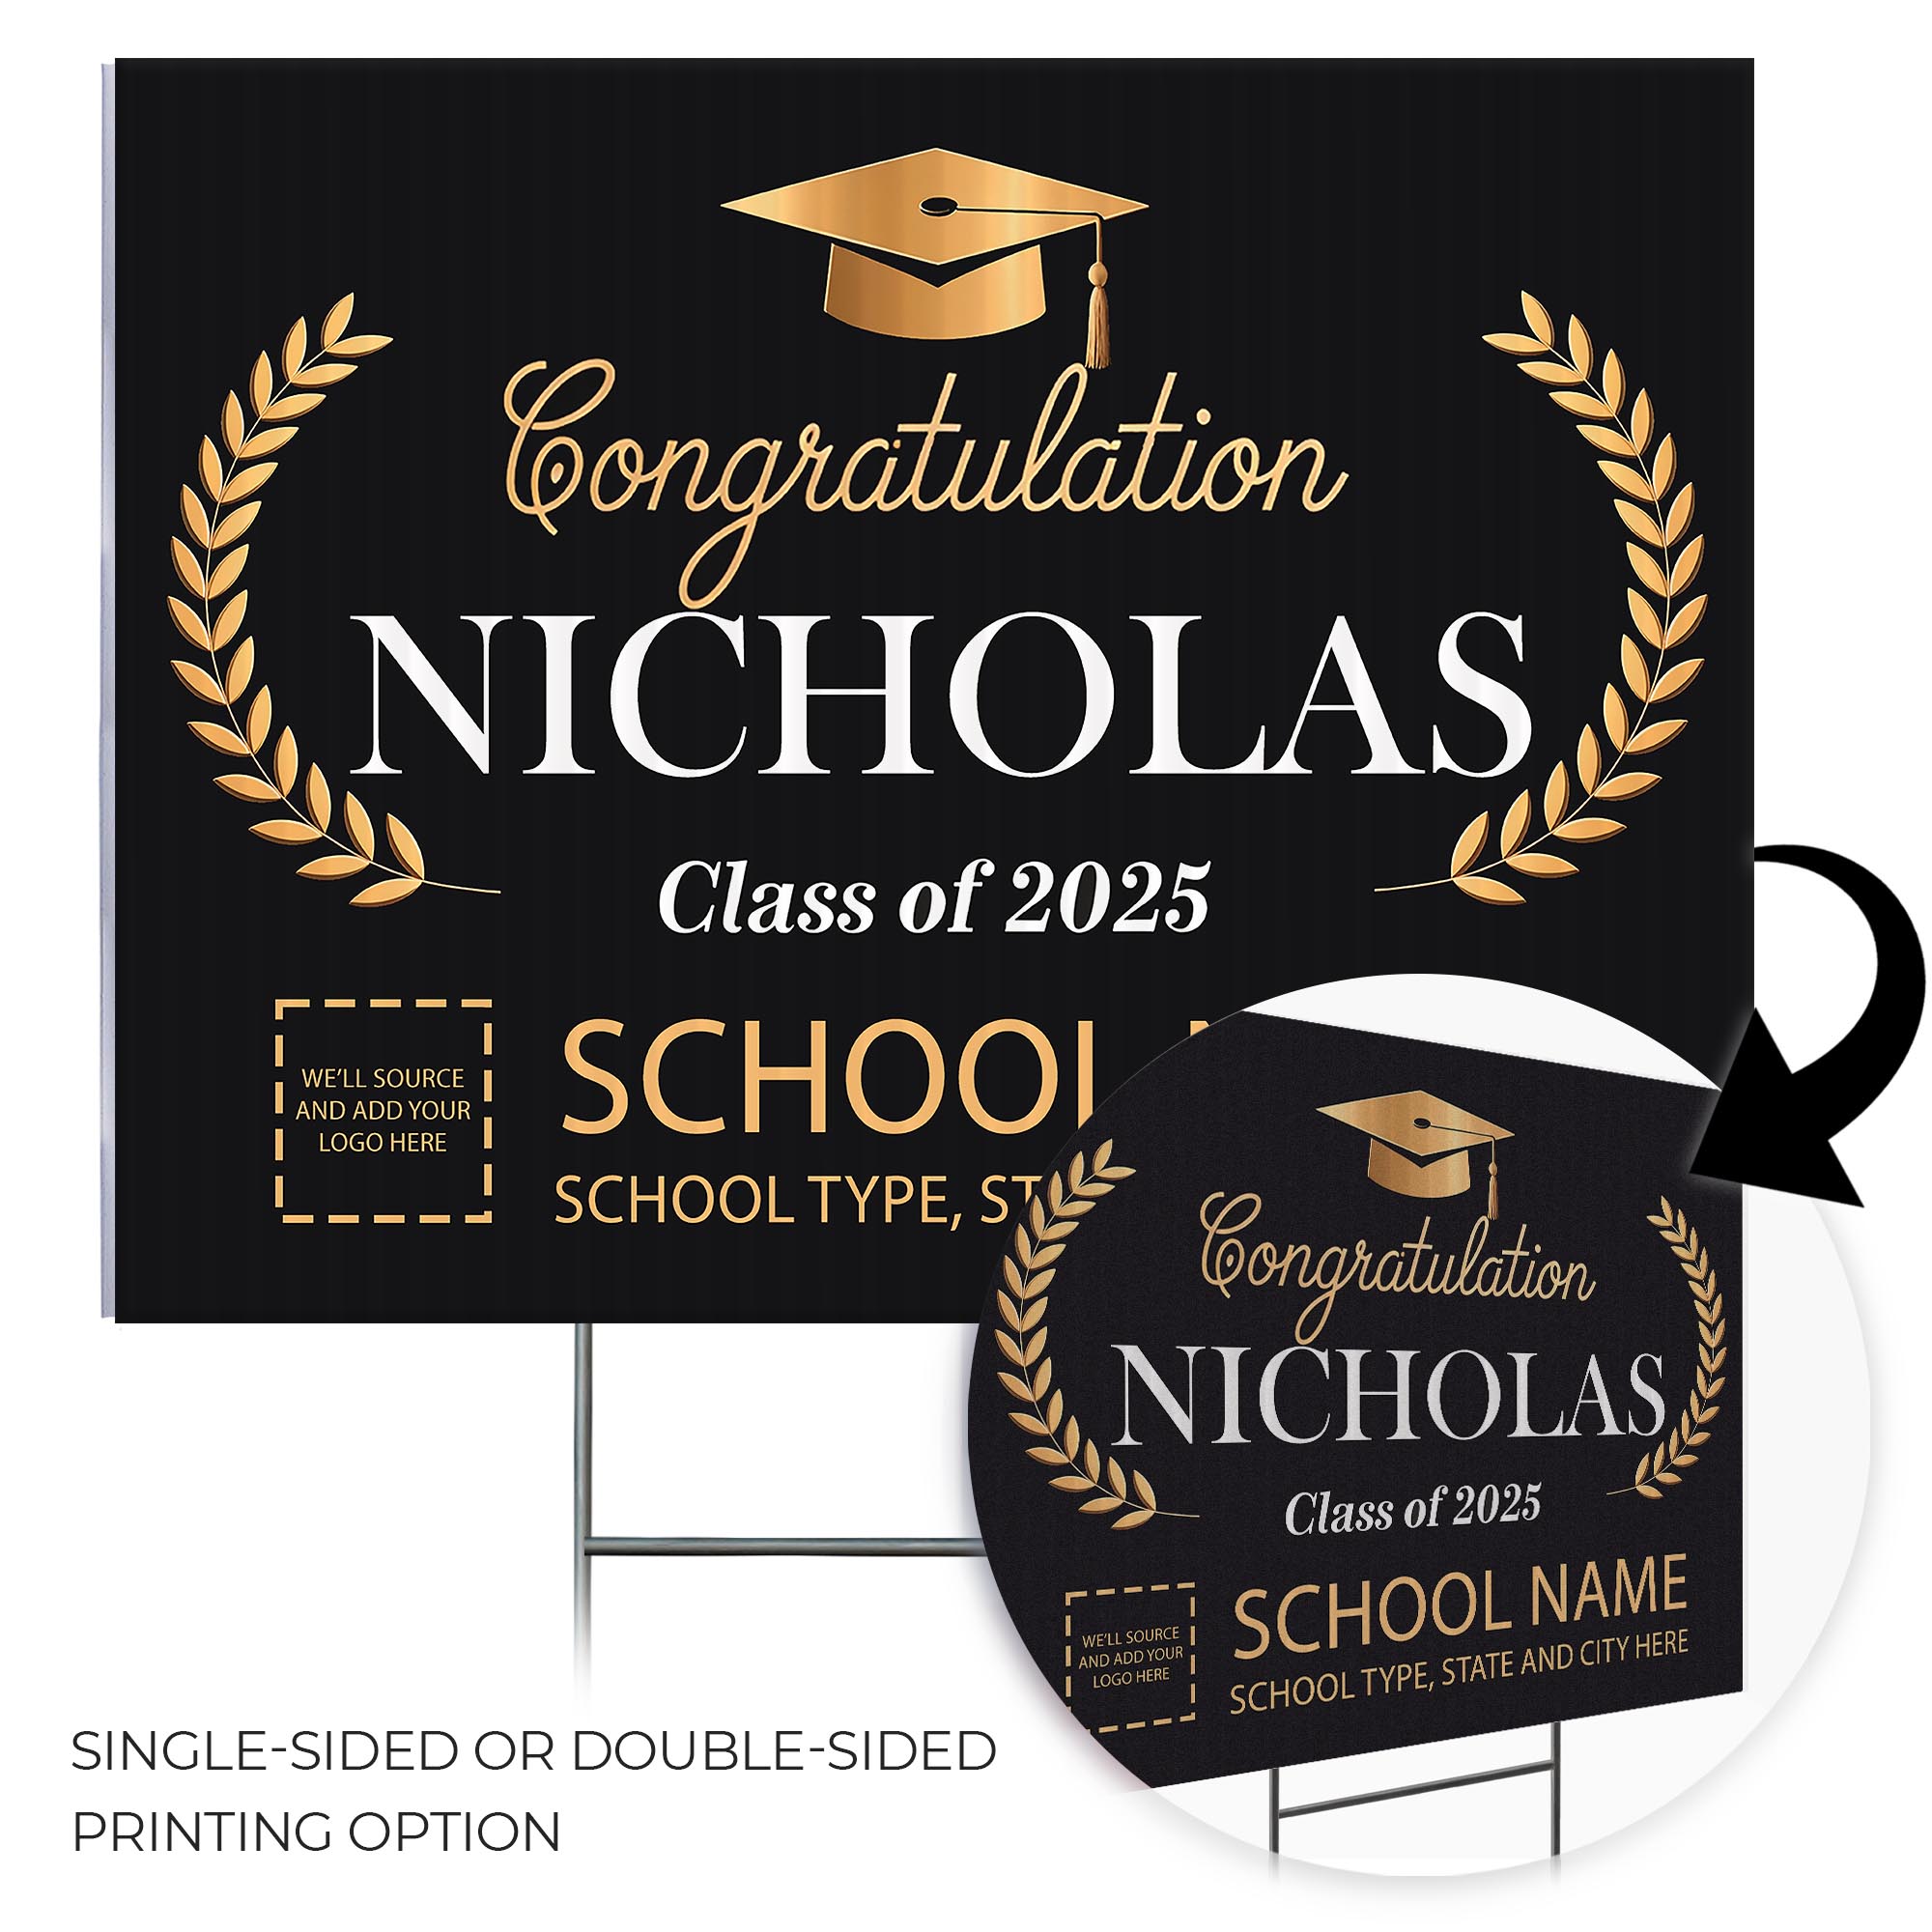 Congratulation
NICHOLAS
Class of 2025
WE'LL SOURCE
AND ADD YOUR
LOGO HERE
SCHOOL
SCHOOL TYPE, ST
Congratulation
NICHOLAS
Class of 2025
WE'LL SOURCE
AND ADD YOUR
LOGO HERE
SCHOOL NAME
SCHOOL TYPE, STATE AND CITY HERE
SINGLE-SIDED OR DOUBLE-SIDED
PRINTING OPTION